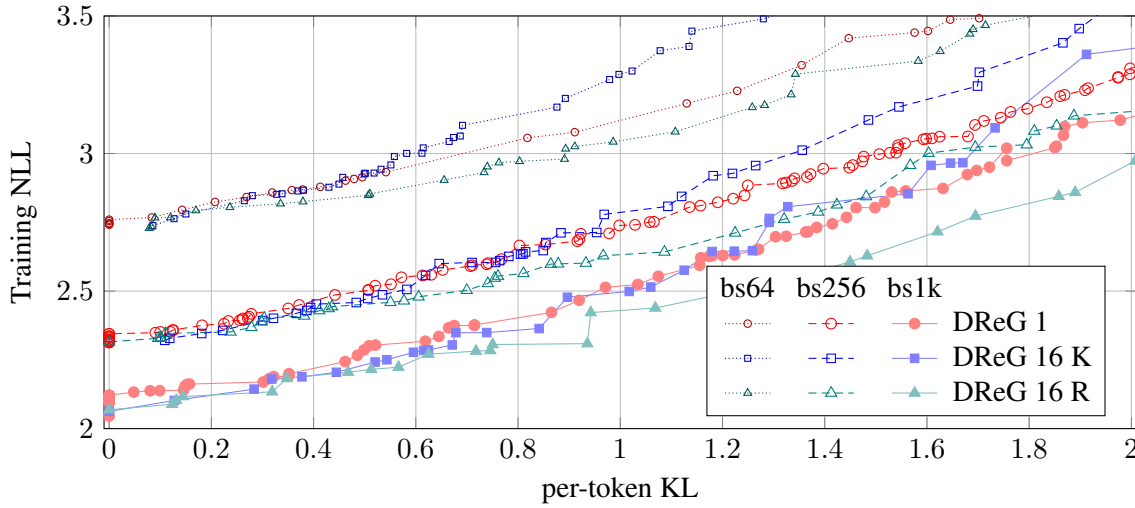 3.5
3
2.5
2
Training NLL
0 0.2 0.4 0.6 0.8 1 1.2 1.4 1.6 1.8 2
per-token KL
bs64 bs256 bs1k
DReG 1
DReG 16 K
DReG 16 R